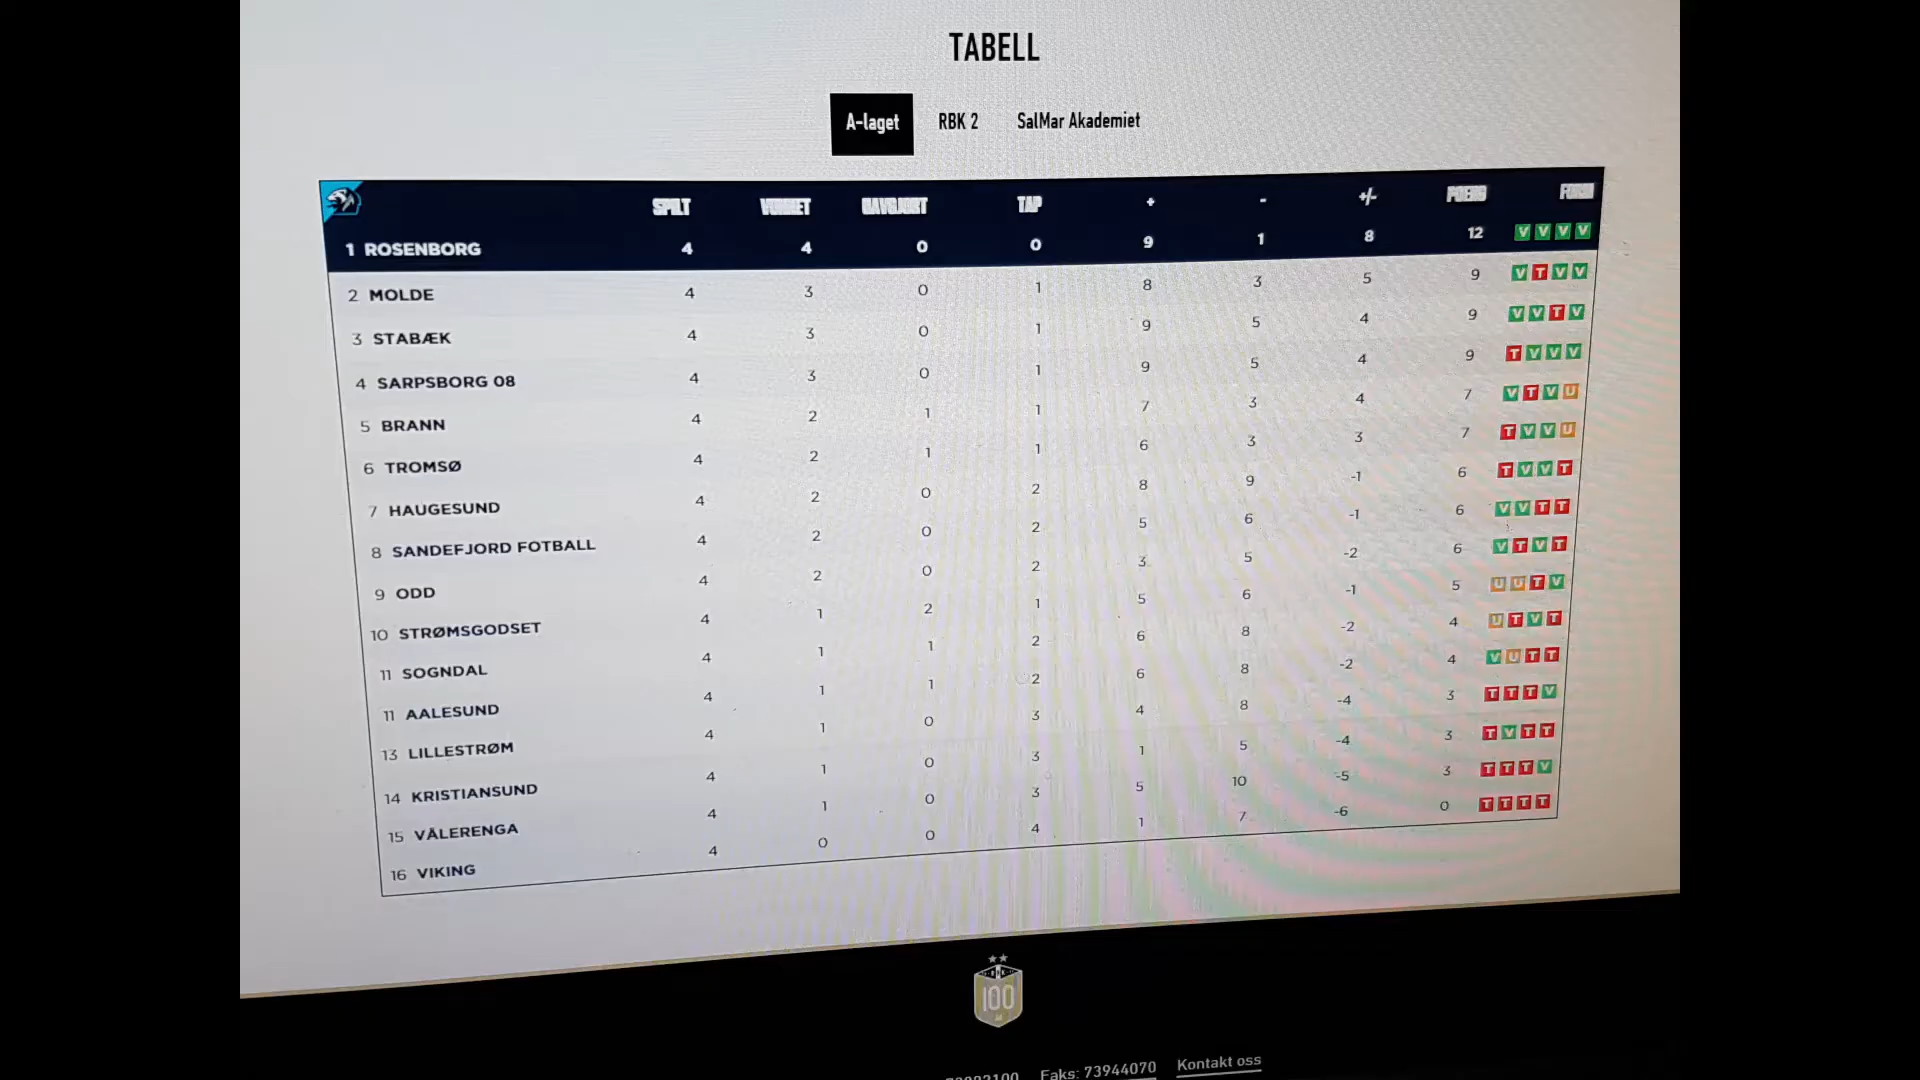 TABELL
A-laget RBK 2 SalMar Akademiet
SPILT VUNNET UAVGJORT TAP + - +/- POENG FORM
1 ROSENBORG 4 4 0 0 9 1 8 12 V V V V
2 MOLDE 4 3 0 1 8 3 5 9 V T V V
3 STABÆK 4 3 0 1 9 5 4 9 V V T V
4 SARPSBORG 08 4 3 0 1 9 5 4 9 T V V V
5 BRANN 4 2 1 1 7 3 4 7 V T V U
6 TROMSØ 4 2 1 1 6 3 3 7 T V V U
7 HAUGESUND 4 2 0 2 8 9 -1 6 T V V T
8 SANDEFJORD FOTBALL 4 2 0 2 5 6 -1 6 V V T T
9 ODD 4 2 0 2 3 5 -2 6 V T V T
10 STRØMSGODSET 4 1 2 1 5 6 -1 5 U U T V
11 SOGNDAL 4 1 1 2 6 8 -2 4 U T V T
11 AALESUND 4 1 1 2 6 8 -2 4 V U T T
13 LILLESTRØM 4 1 0 3 4 8 -4 3 T T T V
14 KRISTIANSUND 4 1 0 3 1 5 -4 3 T V T T
15 VÅLERENGA 4 1 0 3 5 10 -5 3 T T T V
16 VIKING 4 0 0 4 1 7 -6 0 T T T T
100
Faks: 73944070 Kontakt oss